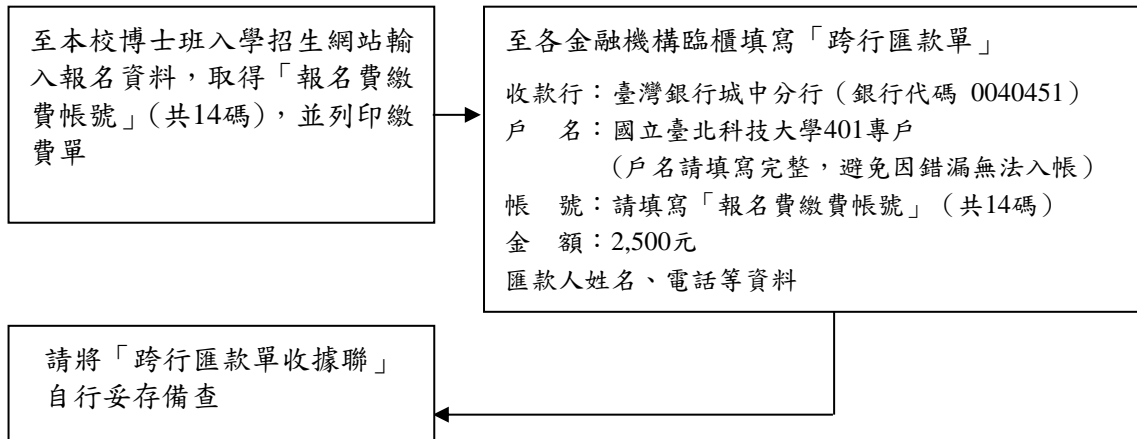 至本校博士班入學招生網站輸
入報名資料，取得「報名費繳
費帳號」（共14碼），並列印繳
費單
至各金融機構臨櫃填寫「跨行匯款單」
收款行：臺灣銀行城中分行（銀行代碼 0040451）
戶　名：國立臺北科技大學401專戶
（戶名請填寫完整，避免因錯漏無法入帳）
帳　號：請填寫「報名費繳費帳號」（共14碼）
金　額：2,500元
匯款人姓名、電話等資料
請將「跨行匯款單收據聯」
自行妥存備查